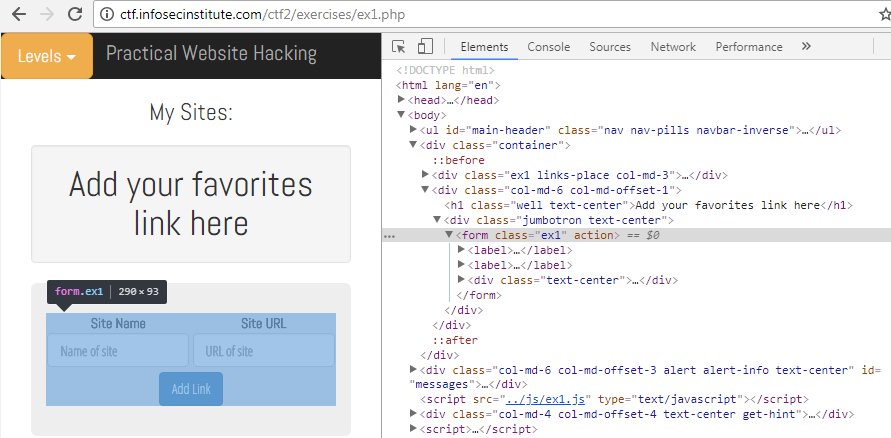 ctf.infosecinstitute.com/ctf2/exercises/ex1.php
Levels
Practical Website Hacking
My Sites:
Add your favorites
link here
form.ex1 290 × 93
Site Name
Site URL
Name of site
URL of site
Add Link
Elements Console Sources Network Performance »
<!DOCTYPE html>
<html lang="en">
<head>…</head>
<body>
<ul id="main-header" class="nav nav-pills navbar-inverse">…</ul>
<div class="container">
::before
<div class="ex1 links-place col-md-3">…</div>
<div class="col-md-6 col-md-offset-1">
<h1 class="well text-center">Add your favorites link here</h1>
<div class="jumbotron text-center">
… <form class="ex1" action> == $0
<label>…</label>
<label>…</label>
<div class="text-center">…</div>
</form>
</div>
</div>
::after
</div>
<div class="col-md-6 col-md-offset-3 alert alert-info text-center" id=
"messages">…</div>
<script src="../js/ex1.js" type="text/javascript"></script>
<div class="col-md-4 col-md-offset-4 text-center get-hint">…</div>
<script>…</script>